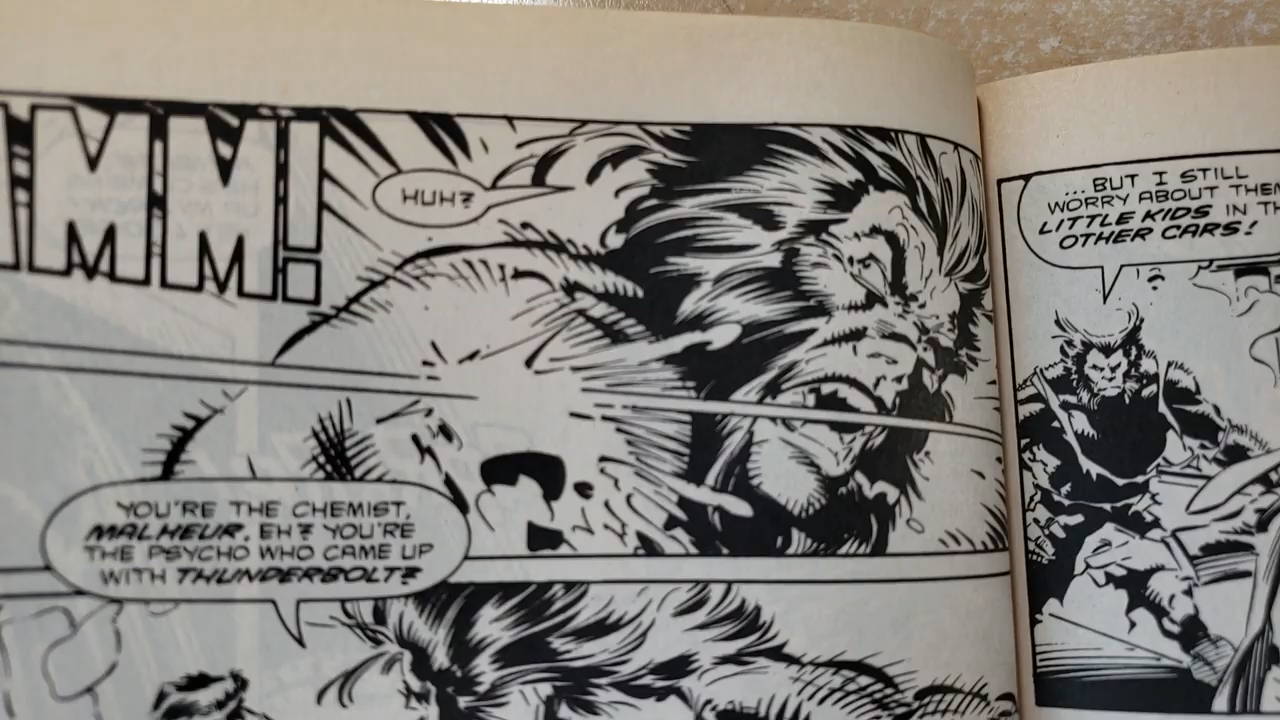 MM!
HUH?
YOU'RE THE CHEMIST,
MALHEUR, EH? YOU'RE
THE PSYCHO WHO CAME UP
WITH THUNDERBOLT?
...BUT I STILL
WORRY ABOUT THEM
LITTLE KIDS IN TH
OTHER CARS!